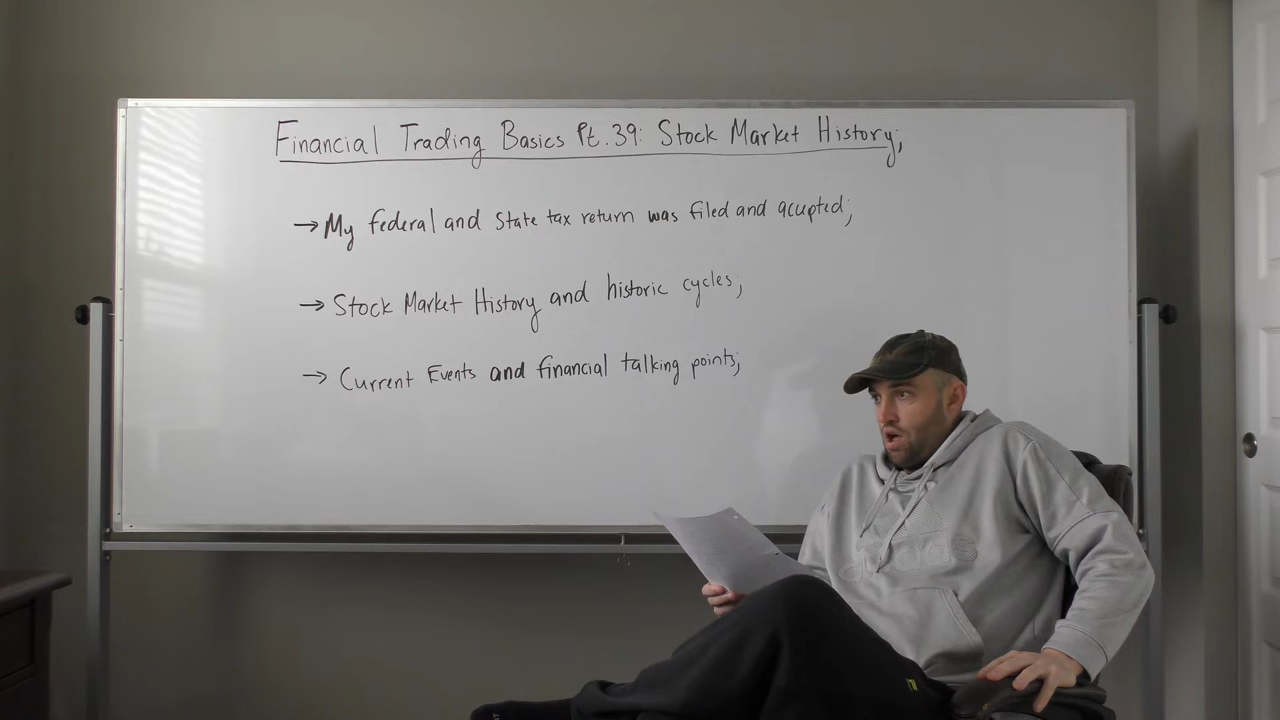 Financial Trading Basics Pt. 39: Stock Market History;
→ My federal and State tax return was filed and acupted;
→ Stock Market History and historic cycles;
→ Current Events and financial talking points;
adidas